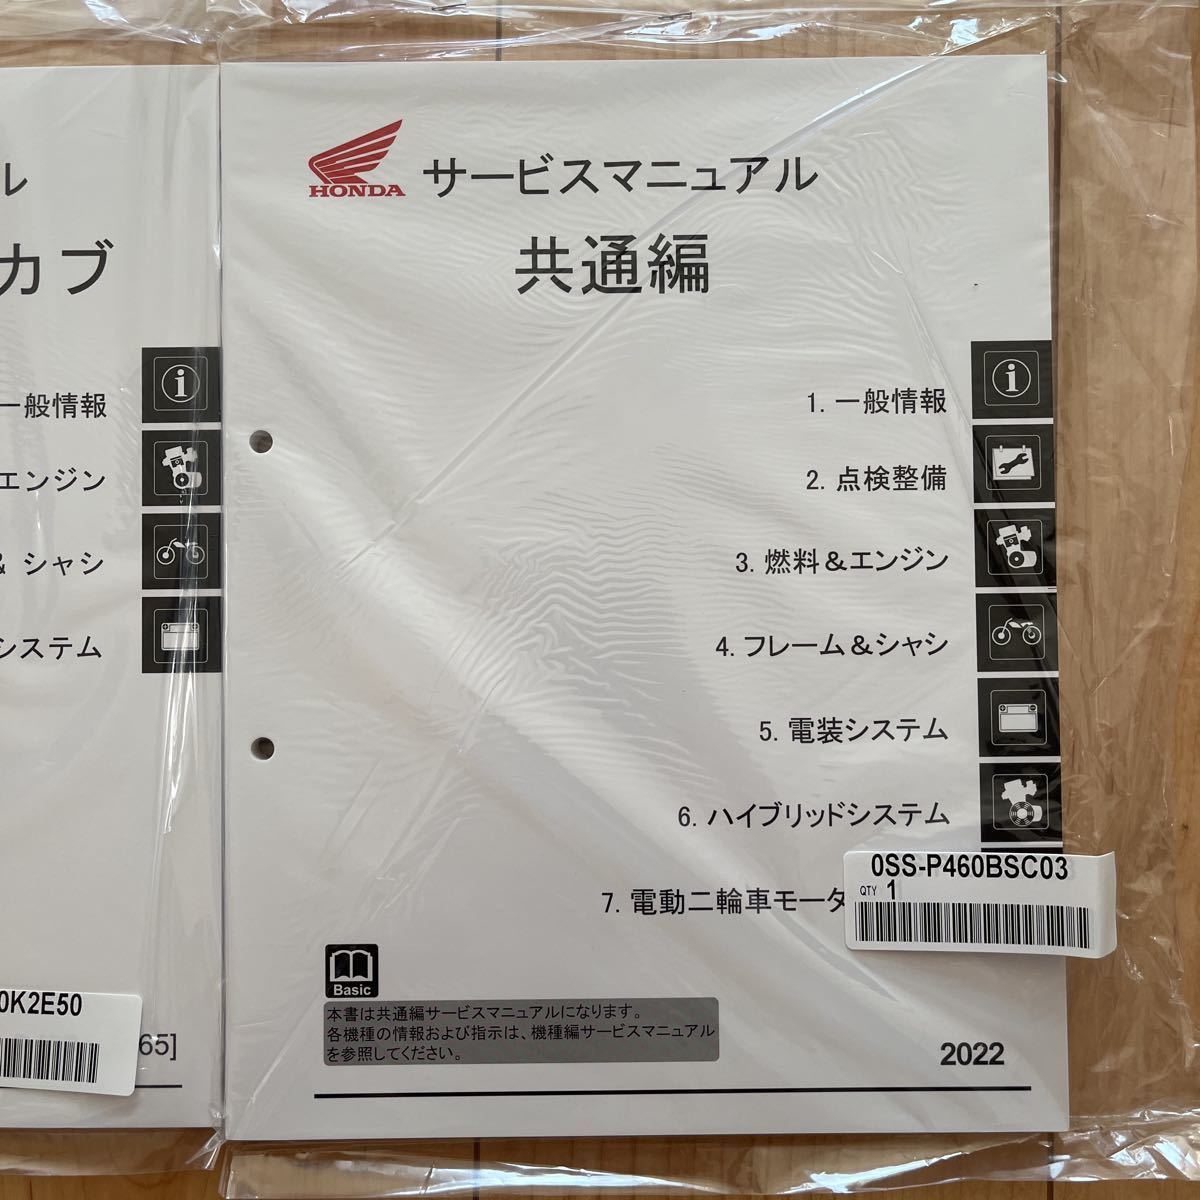 ル
カブ
一般情報
エンジン
& シャシ
システム
0K2E50
65]
HONDA
サービスマニュアル
共通編
1. 一般情報
2. 点検整備
3. 燃料＆エンジン
4. フレーム＆シャシ
5. 電装システム
6. ハイブリッドシステム
7. 電動二輪車モータ
0SS-P460BSC03
QTY 1
Basic
本書は共通編サービスマニュアルになります。
各機種の情報および指示は、機種編サービスマニュアル
を参照してください。
2022